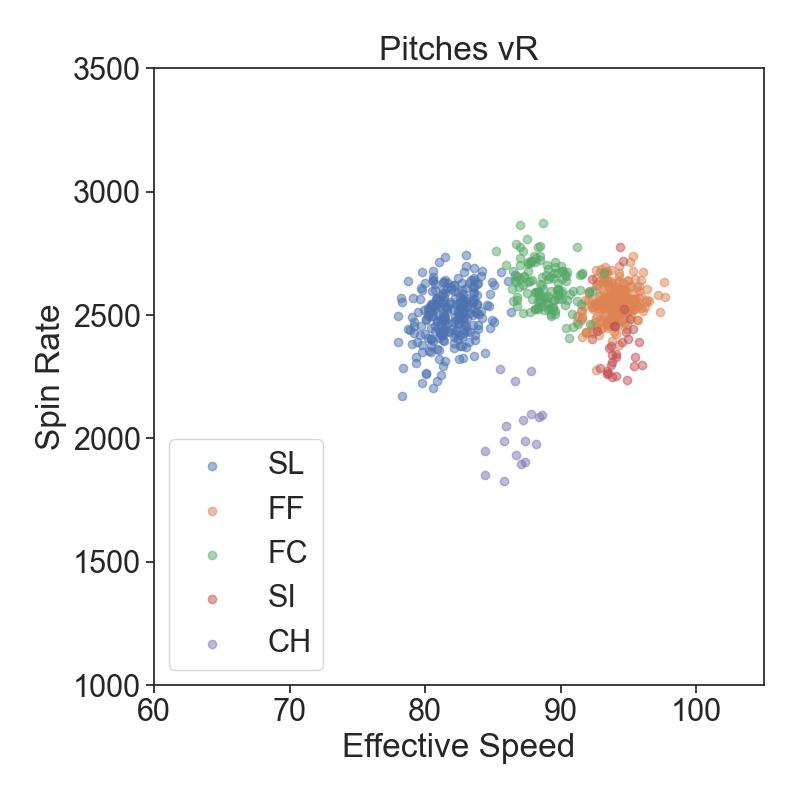 Pitches vR
3500
3000
2500
2000
1500
1000
Spin Rate
SL
FF
FC
SI
CH
60 70 80 90 100
Effective Speed